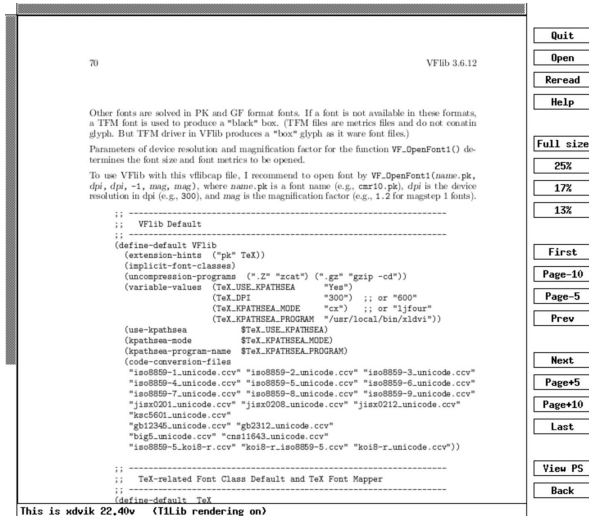 70 VFlib 3.6.12
Other fonts are solved in PK and GF format fonts. If a font is not available in these formats,
a TFM font is used to produce a "black" box. (TFM files are metrics files and do not constin
glyph. But TFM driver in VFlib produces a "box" glyph as it ware font files.)
Parameters of device resolution and magnification factor for the function VF_OpenFont1() de-
termines the font size and font metrics to be opened.
To use VFlib with this vflibcap file, I recommend to open font by VF_OpenFont1(name.pk,
dpi, dpi, -1, mag, mag), where name.pk is a font name (e.g., cmr10.pk), dpi is the device
resolution in dpi (e.g., 300), and mag is the magnification factor (e.g., 1.2 for magstep 1 fonts).
;; ----------------------------------------------------------
;; VFlib Default
;; ----------------------------------------------------------
(define-default VFlib
(extension-hints ("pk" TeX))
(implicit-font-classes)
(uncompression-programs (".Z" "zcat") (".gz" "gzip -cd"))
(variable-values (TeX_USE_KPATHSEA "Yes")
(TeX_DPI "300") ;; or "600"
(TeX_KPATHSEA_MODE "cx") ;; or "ljfour"
(TeX_KPATHSEA_PROGRAM "/usr/local/bin/xldvi"))
(use-kpathsea $TeX_USE_KPATHSEA)
(kpathsea-mode $TeX_KPATHSEA_MODE)
(kpathsea-program-name $TeX_KPATHSEA_PROGRAM)
(code-conversion-files
"iso8859-1_unicode.ccv" "iso8859-2_unicode.ccv" "iso8859-3_unicode.ccv"
"iso8859-4_unicode.ccv" "iso8859-5_unicode.ccv" "iso8859-6_unicode.ccv"
"iso8859-7_unicode.ccv" "iso8859-8_unicode.ccv" "iso8859-9_unicode.ccv"
"jisx0201_unicode.ccv" "jisx0208_unicode.ccv" "jisx0212_unicode.ccv"
"ksc5601_unicode.ccv"
"gb12345_unicode.ccv" "gb2312_unicode.ccv"
"big5_unicode.ccv" "cns11643_unicode.ccv"
"iso8859-5_koi8-r.ccv" "koi8-r_iso8859-5.ccv" "koi8-r_unicode.ccv"))
;; ----------------------------------------------------------
;; TeX-related Font Class Default and TeX Font Mapper
;; ----------------------------------------------------------
(define-default TeX
This is xdvik 22.40v (T1Lib rendering on)
Quit
Open
Reread
Help
Full size
25%
17%
13%
First
Page-10
Page-5
Prev
Next
Page+5
Page+10
Last
View PS
Back